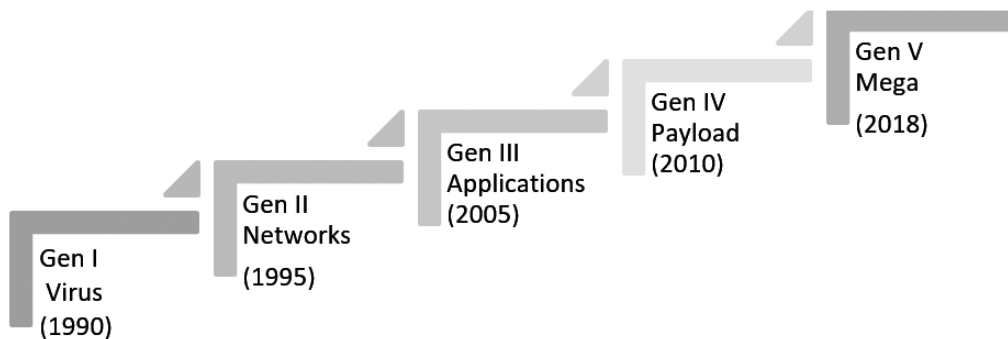 Gen I
Virus
(1990)
Gen II
Networks
(1995)
Gen III
Applications
(2005)
Gen IV
Payload
(2010)
Gen V
Mega
(2018)